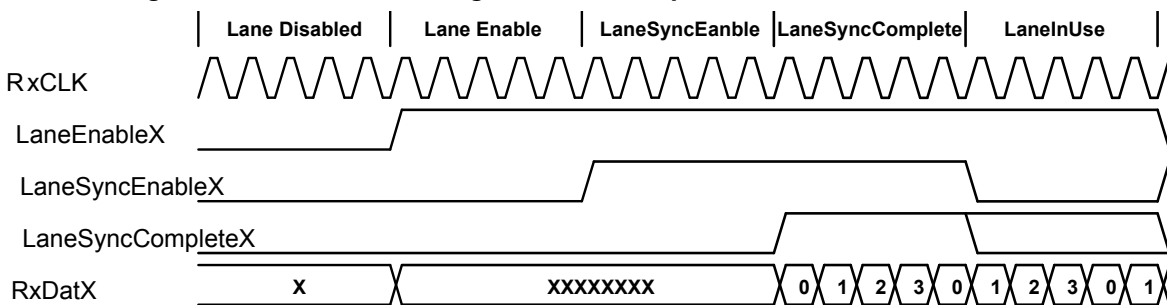 Lane Disabled Lane Enable LaneSyncEanble LaneSyncComplete LaneInUse
RxCLK
LaneEnableX
LaneSyncEnableX
LaneSyncCompleteX
RxDatX X XXXXXXXX 0 1 2 3 0 1 2 3 0 1